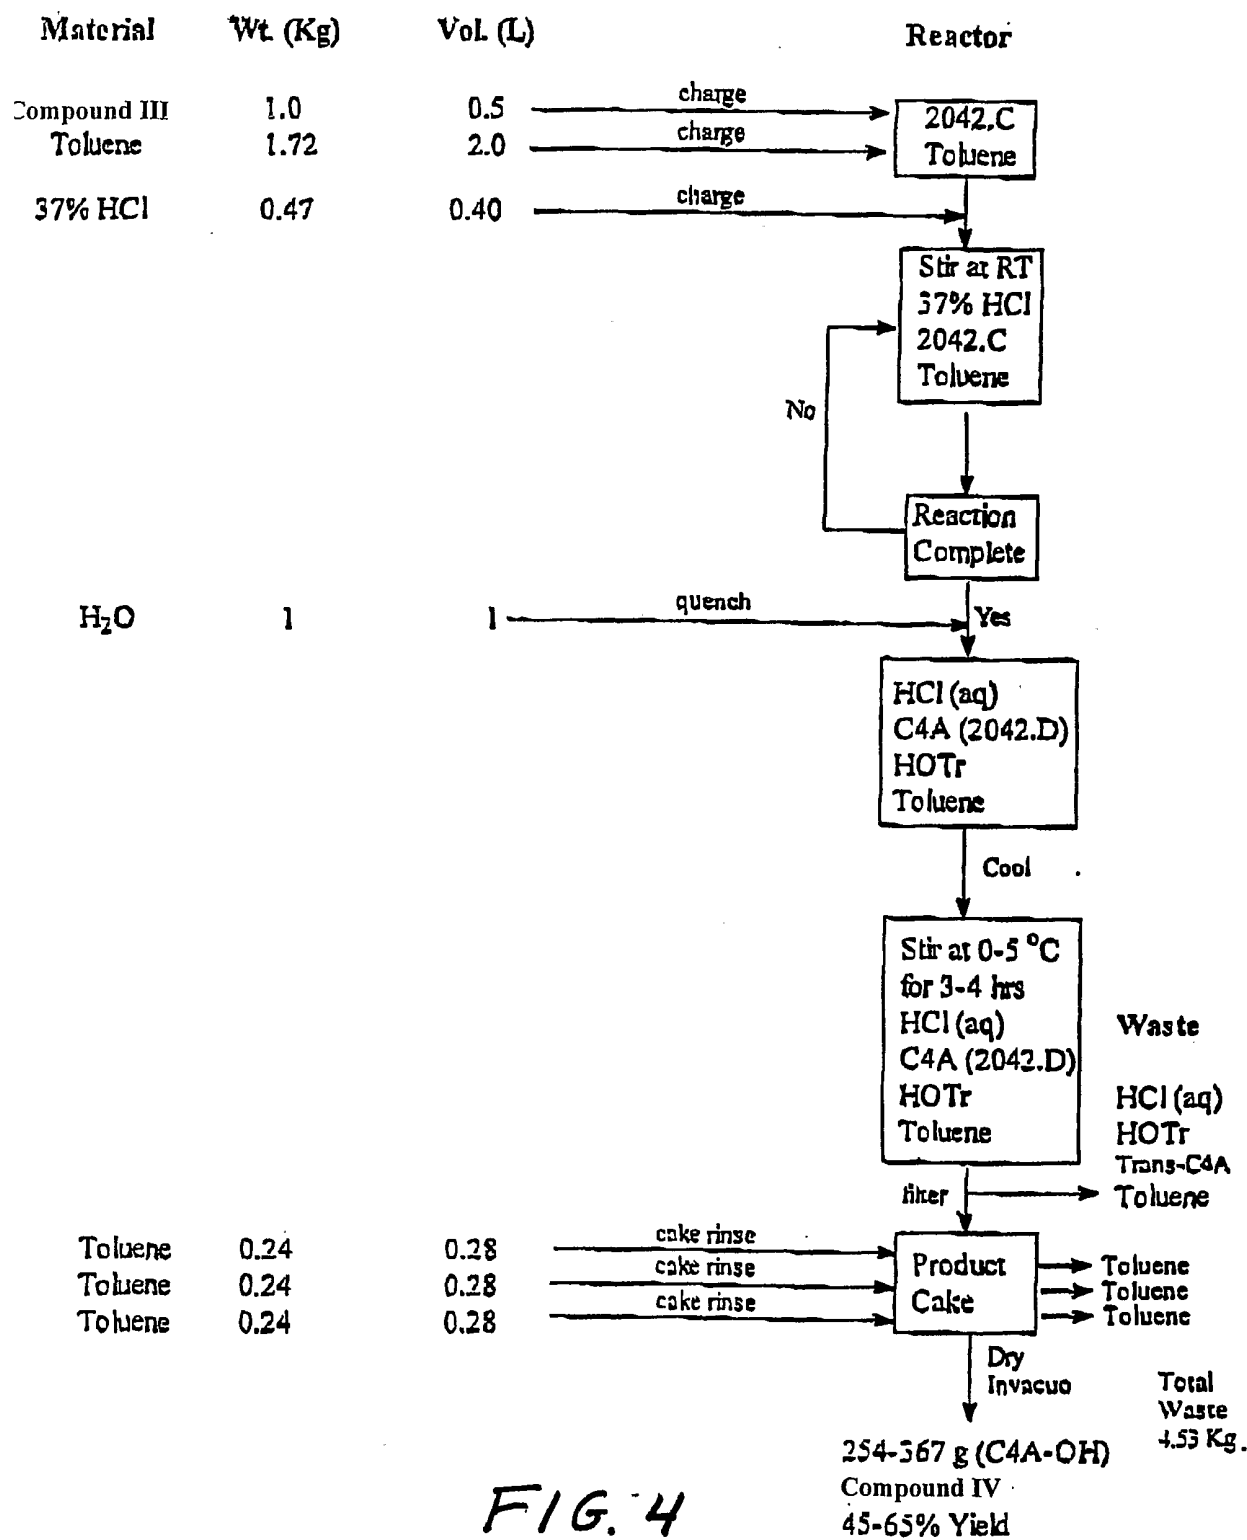 Material Wt. (Kg) Vol. (L) Reactor
Compound III 1.0 0.5 charge
Toluene 1.72 2.0 charge
2042.C
Toluene
37% HCl 0.47 0.40 charge
Stir at RT
37% HCl
2042.C
Toluene
No
Reaction
Complete
H₂O 1 1 quench Yes
HCl (aq)
C4A (2042.D)
HOTr
Toluene
Cool
Stir at 0-5 °C
for 3-4 hrs
HCl (aq)
C4A (2042.D)
HOTr
Toluene
Waste
HCl (aq)
HOTr
Trans-C4A
Toluene
filter
Toluene 0.24 0.28 cake rinse
Toluene 0.24 0.28 cake rinse
Toluene 0.24 0.28 cake rinse
Product
Cake
Toluene
Toluene
Toluene
Dry
Invacuo
Total
Waste
4.53 Kg.
254-367 g (C4A-OH)
Compound IV
45-65% Yield
FIG. 4